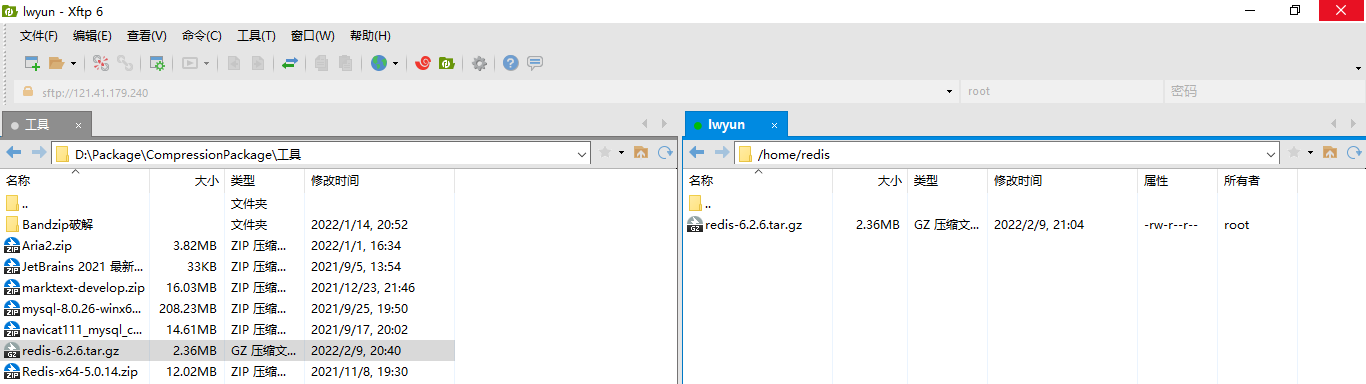 lwyun - Xftp 6
文件(F) 编辑(E) 查看(V) 命令(C) 工具(T) 窗口(W) 帮助(H)
sftp://121.41.179.240 root 密码
工具
D:\Package\CompressionPackage\工具
名称 大小 类型 修改时间
.. 文件夹
Bandzip破解 文件夹 2022/1/14, 20:52
Aria2.zip 3.82MB ZIP 压缩... 2022/1/1, 16:34
JetBrains 2021 最新... 33KB ZIP 压缩... 2021/9/5, 13:54
marktext-develop.zip 16.03MB ZIP 压缩... 2021/12/23, 21:46
mysql-8.0.26-winx6... 208.23MB ZIP 压缩... 2021/9/25, 19:50
navicat111_mysql_c... 14.61MB ZIP 压缩... 2021/9/17, 20:02
redis-6.2.6.tar.gz 2.36MB GZ 压缩文... 2022/2/9, 20:40
Redis-x64-5.0.14.zip 12.02MB ZIP 压缩... 2021/11/8, 19:30
lwyun
/home/redis
名称 大小 类型 修改时间 属性 所有者
..
redis-6.2.6.tar.gz 2.36MB GZ 压缩文... 2022/2/9, 21:04 -rw-r--r-- root